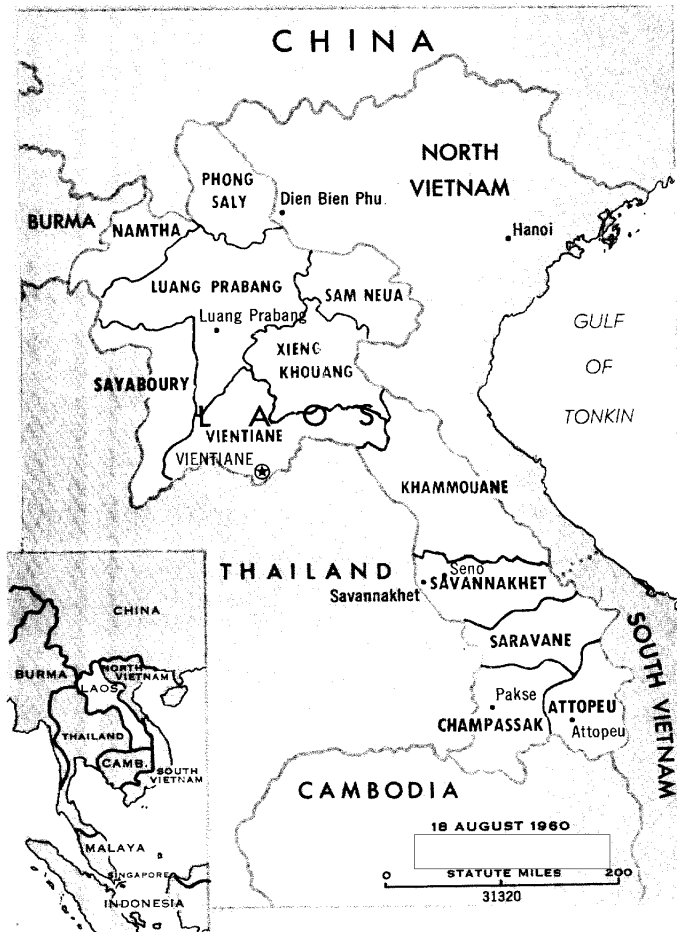 CHINA
NORTH
VIETNAM
PHONG
SALY
Dien Bien Phu
BURMA
NAMTHA
Hanoi
LUANG PRABANG
SAM NEUA
Luang Prabang
GULF
OF
TONKIN
XIENG
KHOUANG
SAYABOURY
LAOS
VIENTIANE
VIENTIANE
KHAMMOUANE
THAILAND
Seno
SAVANNAKHET
Savannakhet
SOUTH VIETNAM
SARAVANE
Pakse
ATTOPEU
CHAMPASSAK
Attopeu
CAMBODIA
18 AUGUST 1960
STATUTE MILES
0
200
31320
CHINA
BURMA
NORTH
VIETNAM
LAOS
THAILAND
CAMB.
SOUTH
VIETNAM
MALAYA
SINGAPORE
INDONESIA